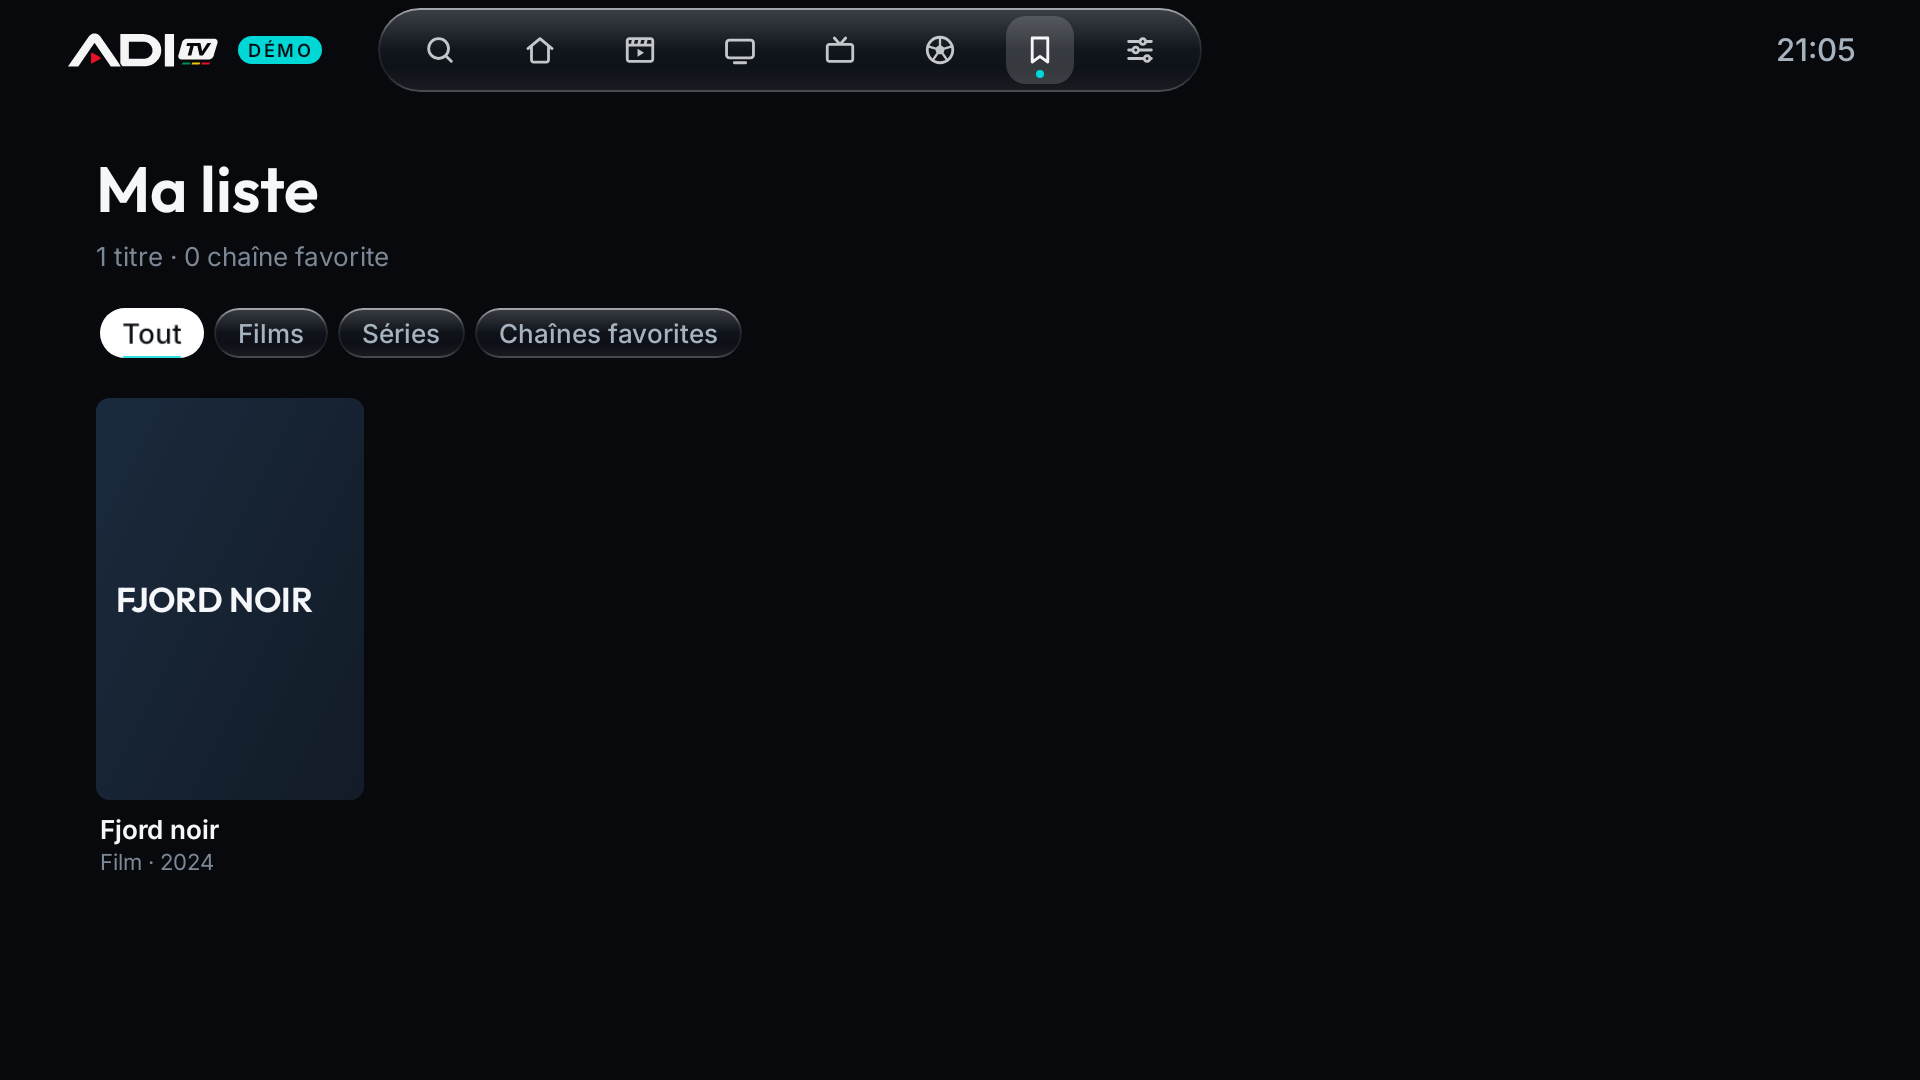 ADI TV DÉMO
21:05
Ma liste
1 titre · 0 chaîne favorite
Tout Films Séries Chaînes favorites
FJORD NOIR
Fjord noir
Film · 2024